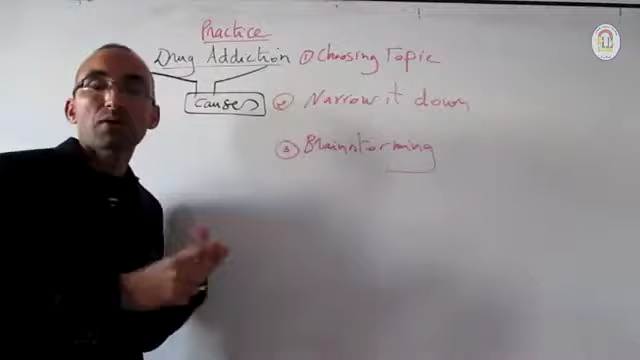 Practice
Drug Addiction ① Choosing Topic
Causes ② Narrow it down
③ Brainstorming